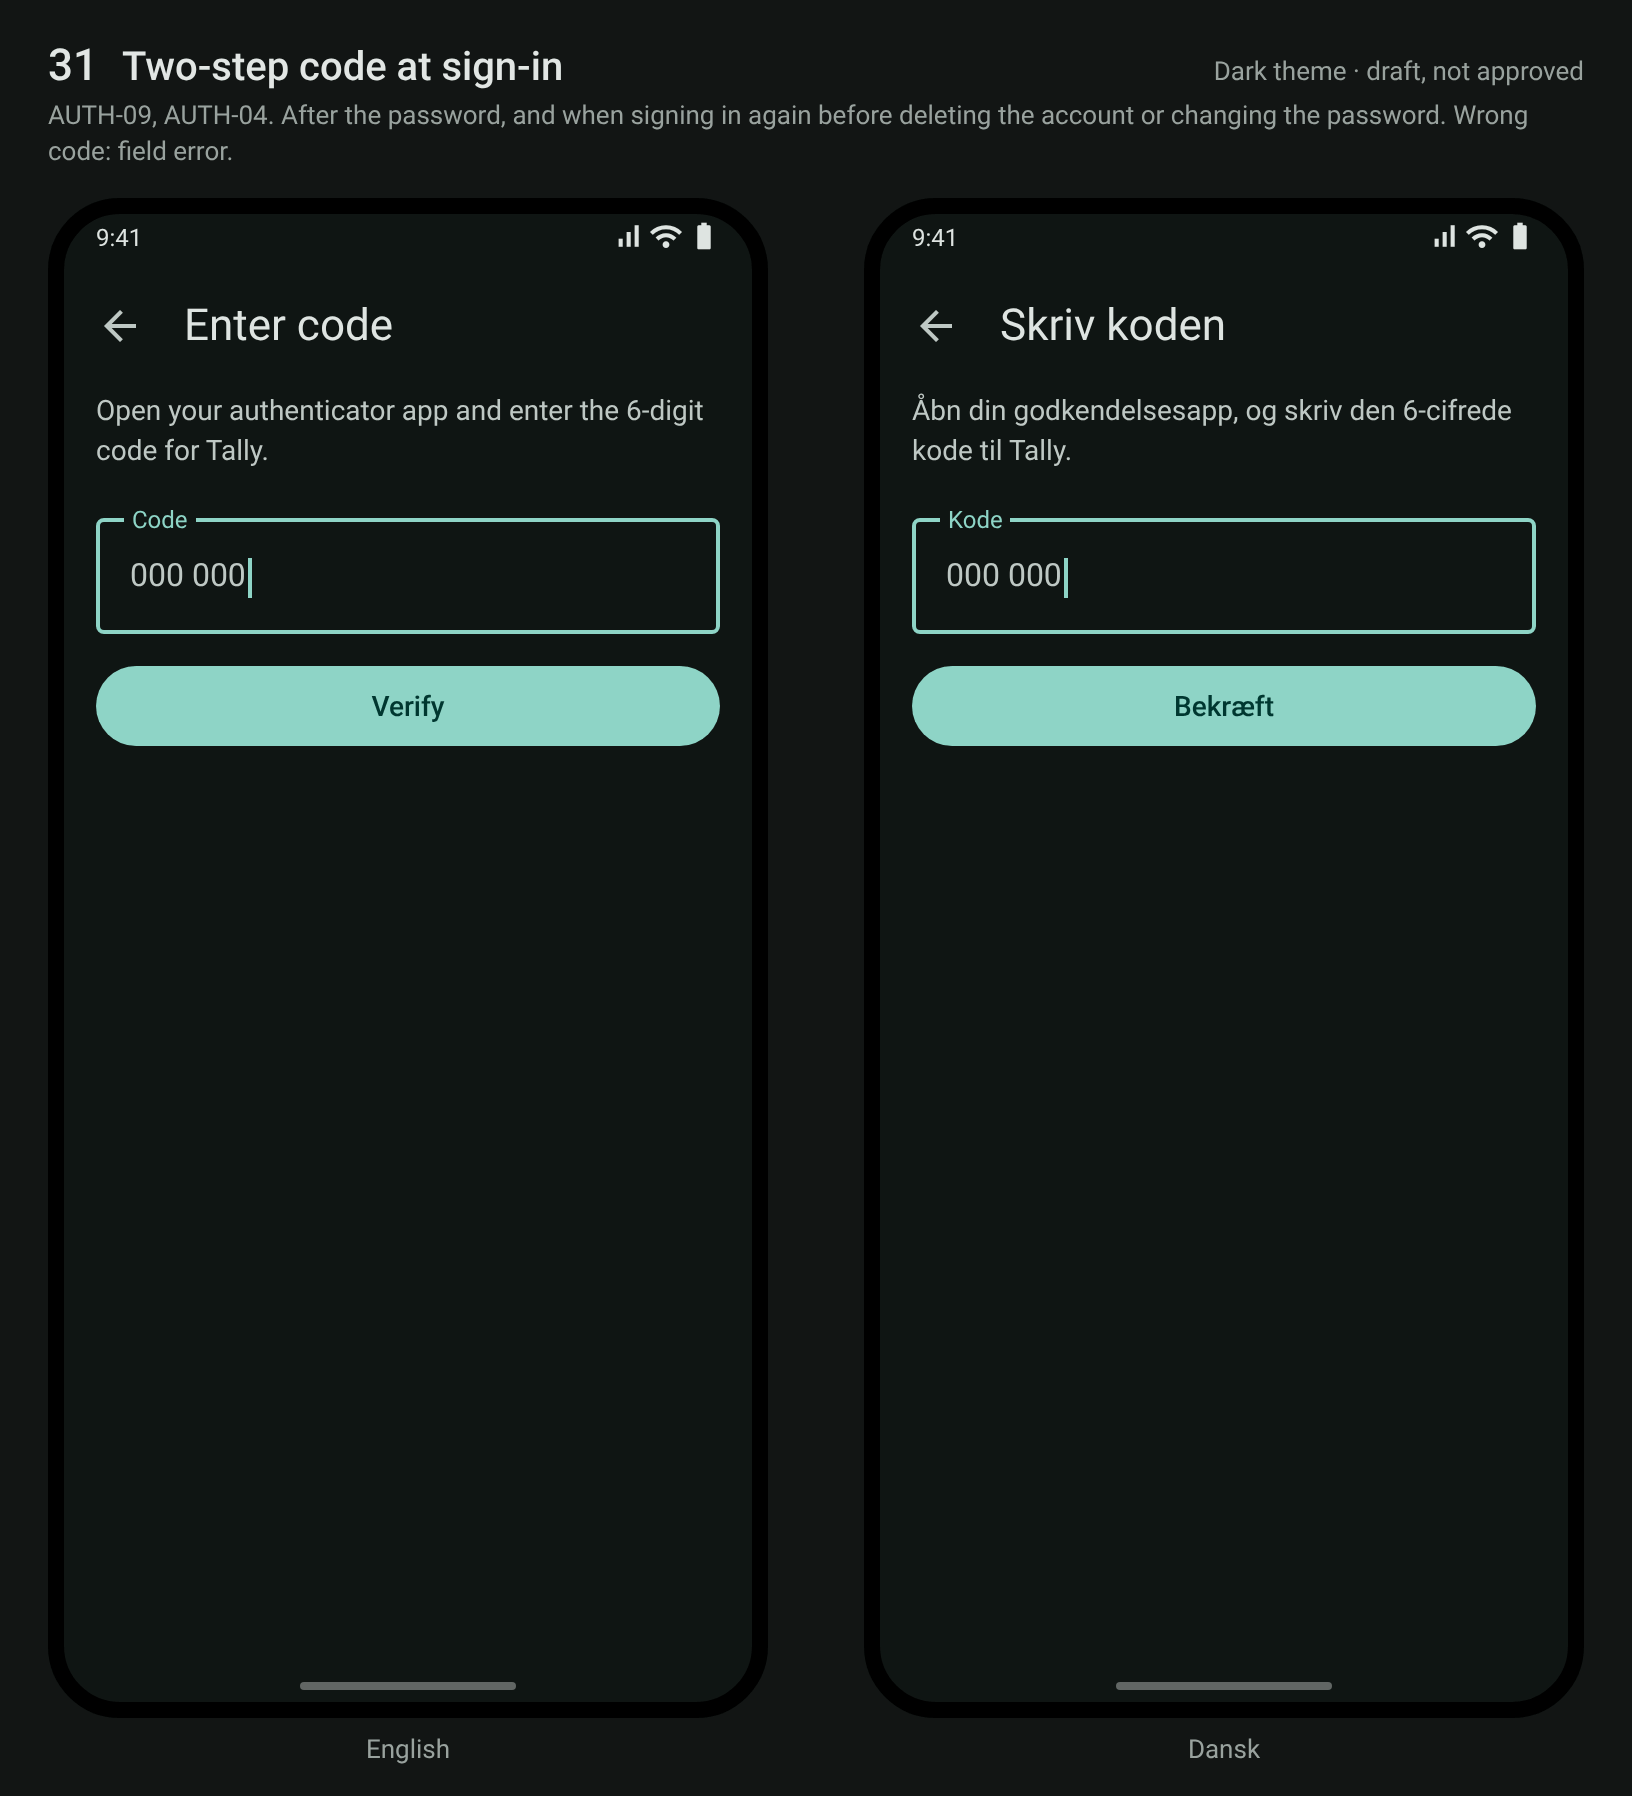 31 Two-step code at sign-in
Dark theme · draft, not approved
AUTH-09, AUTH-04. After the password, and when signing in again before deleting the account or changing the password. Wrong
code: field error.
9:41
Enter code
Open your authenticator app and enter the 6-digit
code for Tally.
Code
000 000
Verify
English
9:41
Skriv koden
Åbn din godkendelsesapp, og skriv den 6-cifrede
kode til Tally.
Kode
000 000
Bekræft
Dansk